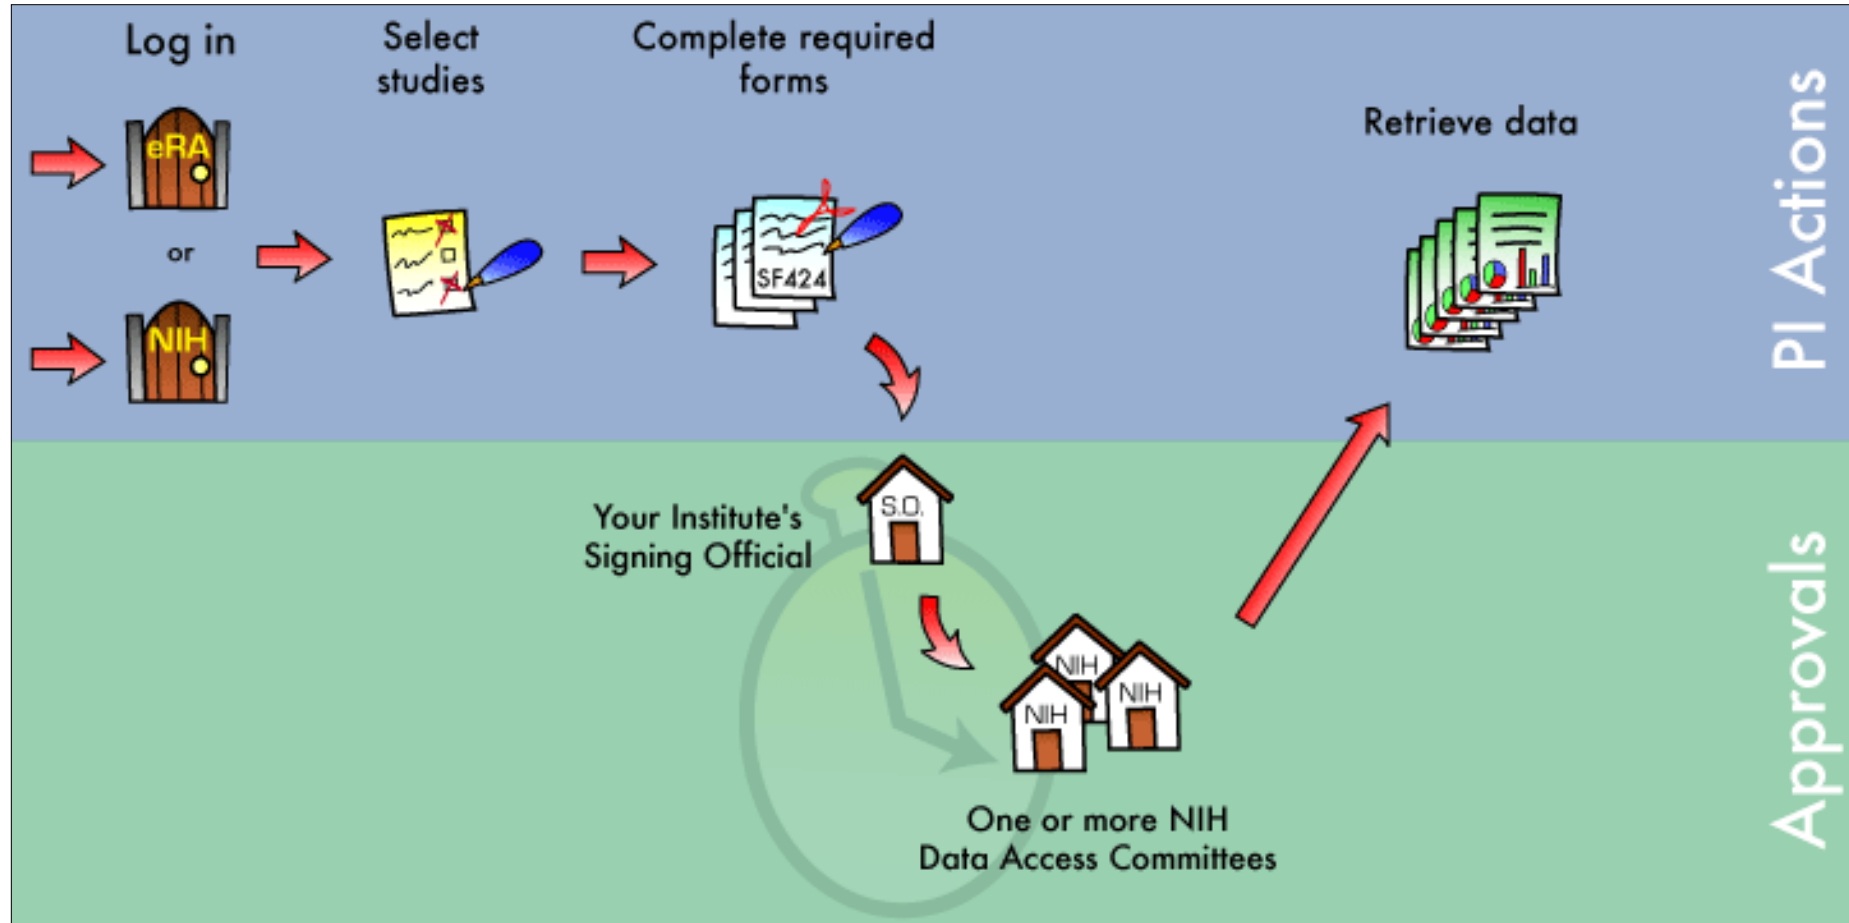 Log in
Select
studies
Complete required
forms
Retrieve data
eRA
or
NIH
SF424
PI Actions
Your Institute's
Signing Official
S.O.
NIH
NIH
NIH
One or more NIH
Data Access Committees
Approvals